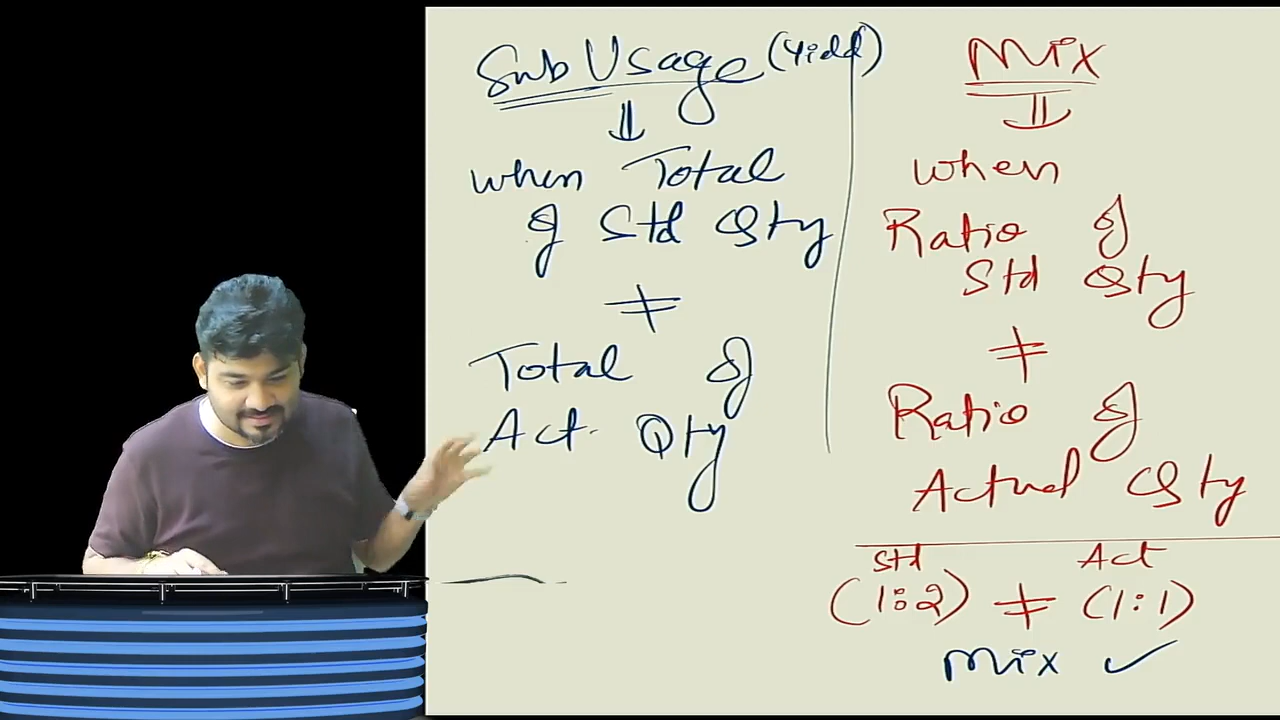 Sub Usage (Yield)
⇓
when Total
of Std Qty
≠
Total of
Act. Qty
Mix
⇓
when
Ratio of
Std Qty
≠
Ratio of
Actual Qty
Std Act
(1:2) ≠ (1:1)
Mix ✓